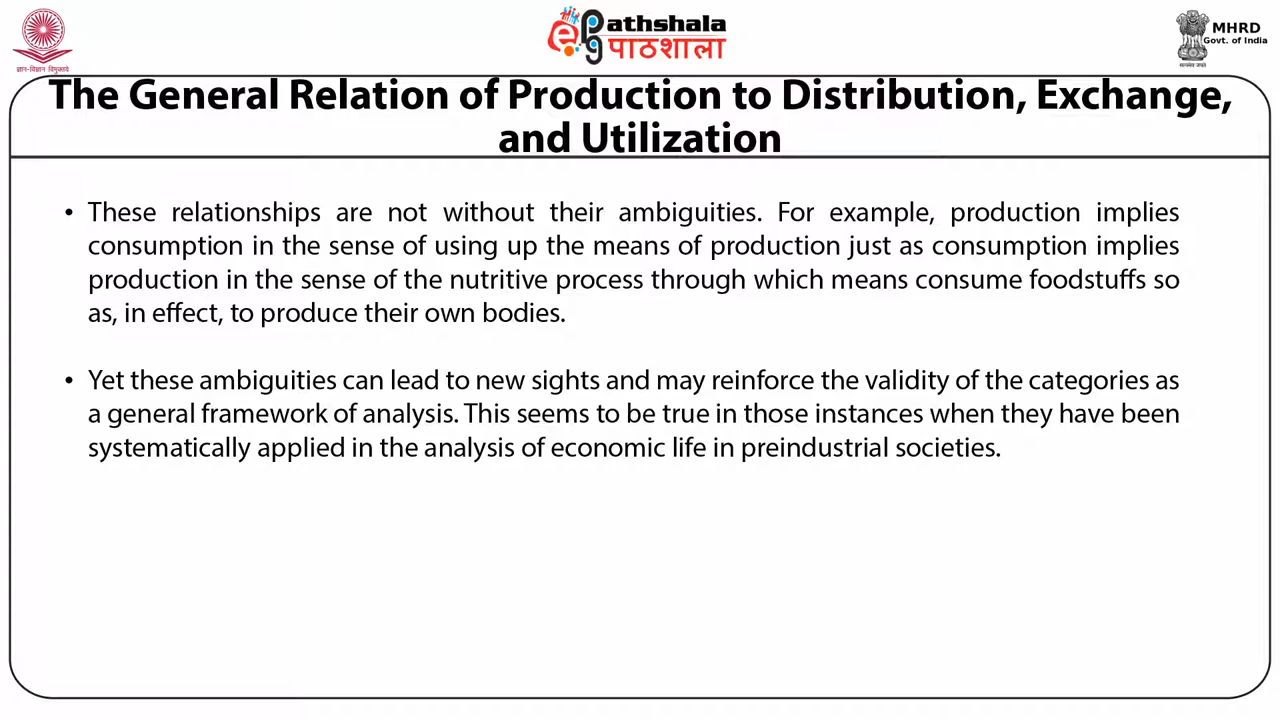 ePathshala
पाठशाला
MHRD
Govt. of India
ज्ञान-विज्ञान विमुक्तये
सत्यमेव जयते
The General Relation of Production to Distribution, Exchange,
and Utilization
• These relationships are not without their ambiguities. For example, production implies
consumption in the sense of using up the means of production just as consumption implies
production in the sense of the nutritive process through which means consume foodstuffs so
as, in effect, to produce their own bodies.
• Yet these ambiguities can lead to new sights and may reinforce the validity of the categories as
a general framework of analysis. This seems to be true in those instances when they have been
systematically applied in the analysis of economic life in preindustrial societies.